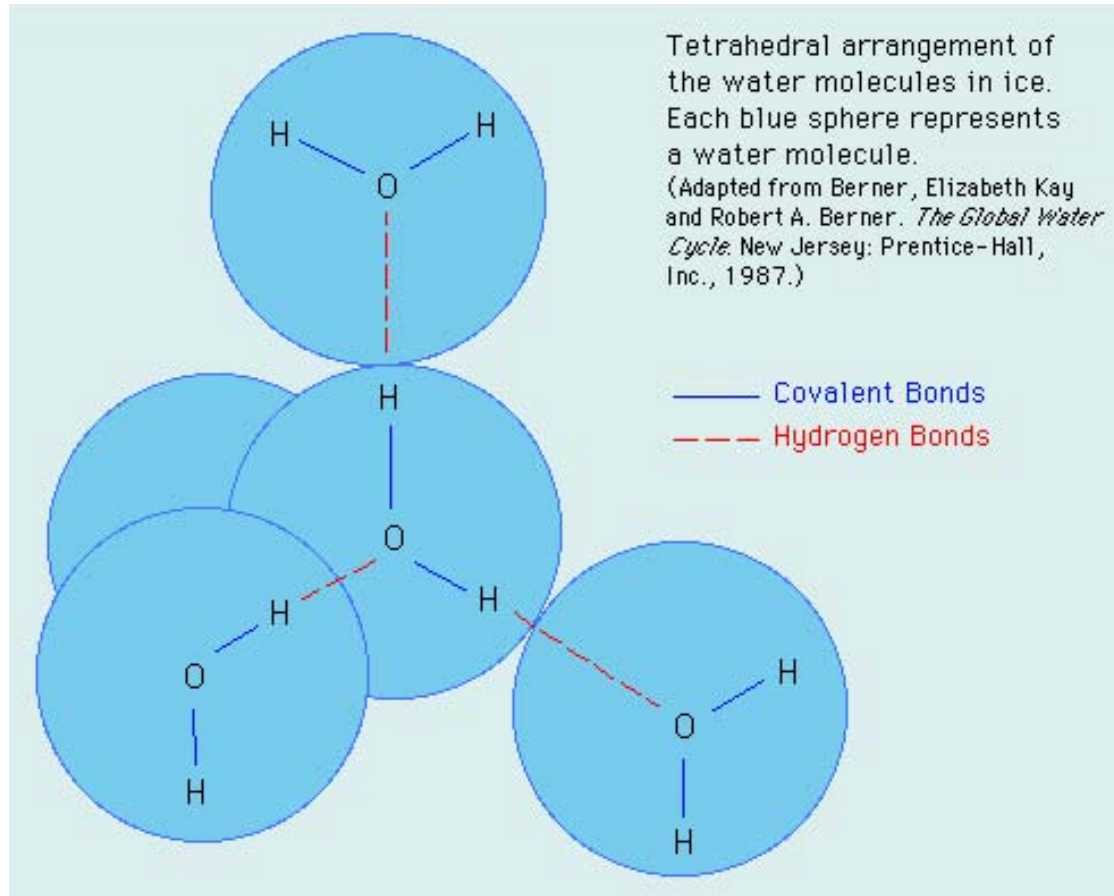 Tetrahedral arrangement of
the water molecules in ice.
Each blue sphere represents
a water molecule.
(Adapted from Berner, Elizabeth Kay
and Robert A. Berner. The Global Water
Cycle. New Jersey: Prentice-Hall,
Inc., 1987.)
H H
O
Covalent Bonds
Hydrogen Bonds
H
O
H
H
O
H
H
O
H